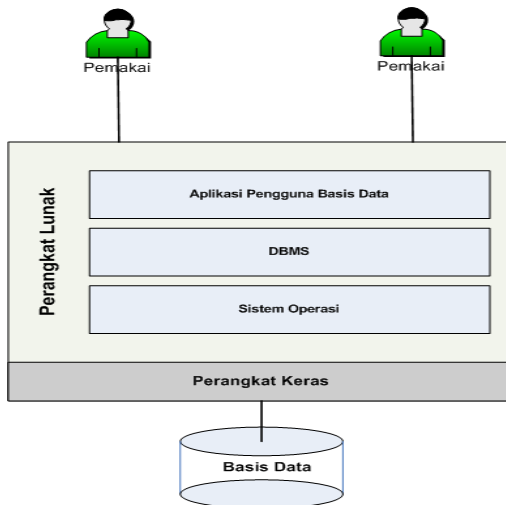 Pemakai
Pemakai
Perangkat Lunak
Aplikasi Pengguna Basis Data
DBMS
Sistem Operasi
Perangkat Keras
Basis Data